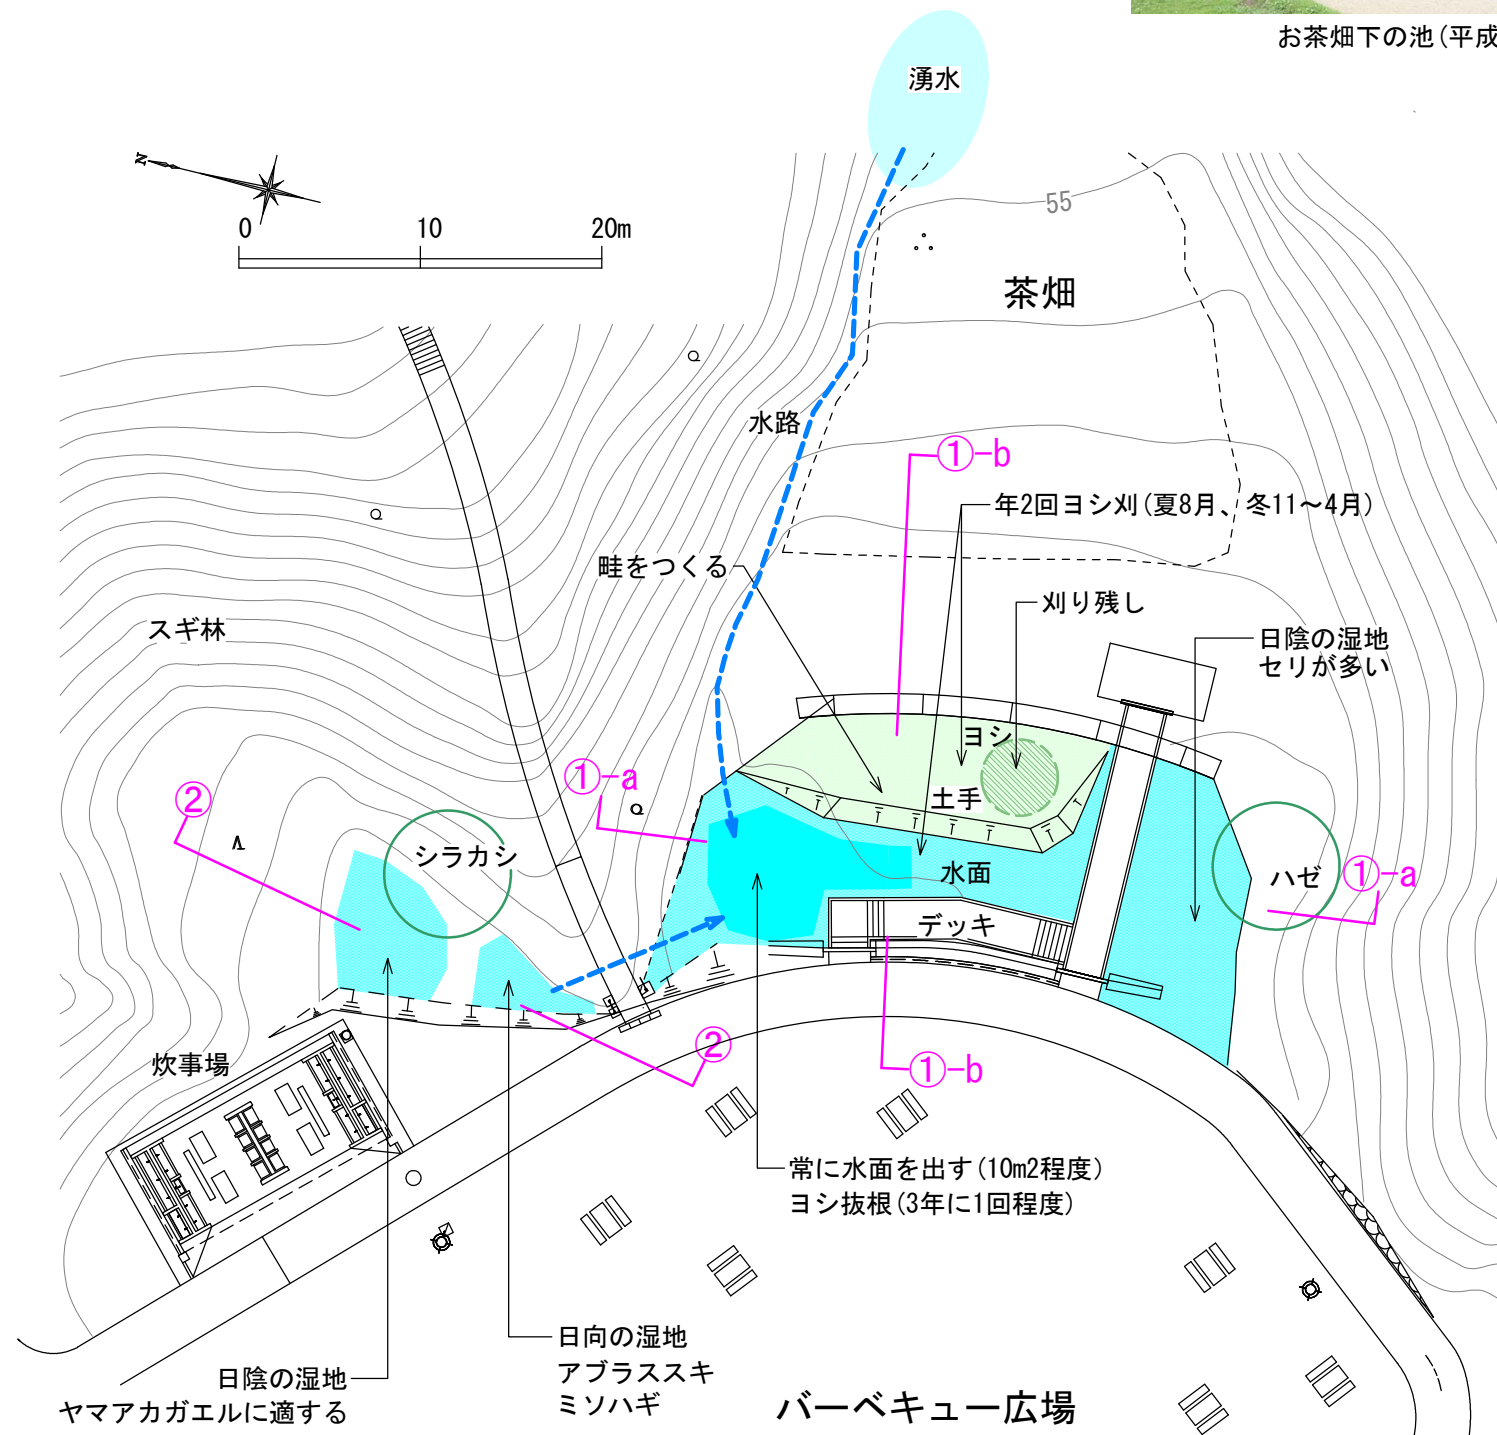 お茶畑下の池(平成
湧水
N
0 10 20m
55
茶畑
水路
①-b
年2回ヨシ刈(夏8月、冬11～4月)
畦をつくる
刈り残し
スギ林
日陰の湿地
セリが多い
ヨシ
①-a
土手
②
シラカシ
水面
ハゼ
①-a
デッキ
②
炊事場
①-b
常に水面を出す(10m2程度)
ヨシ抜根(3年に1回程度)
日向の湿地
アブラススキ
ミソハギ
日陰の湿地
ヤマアカガエルに適する
バーベキュー広場